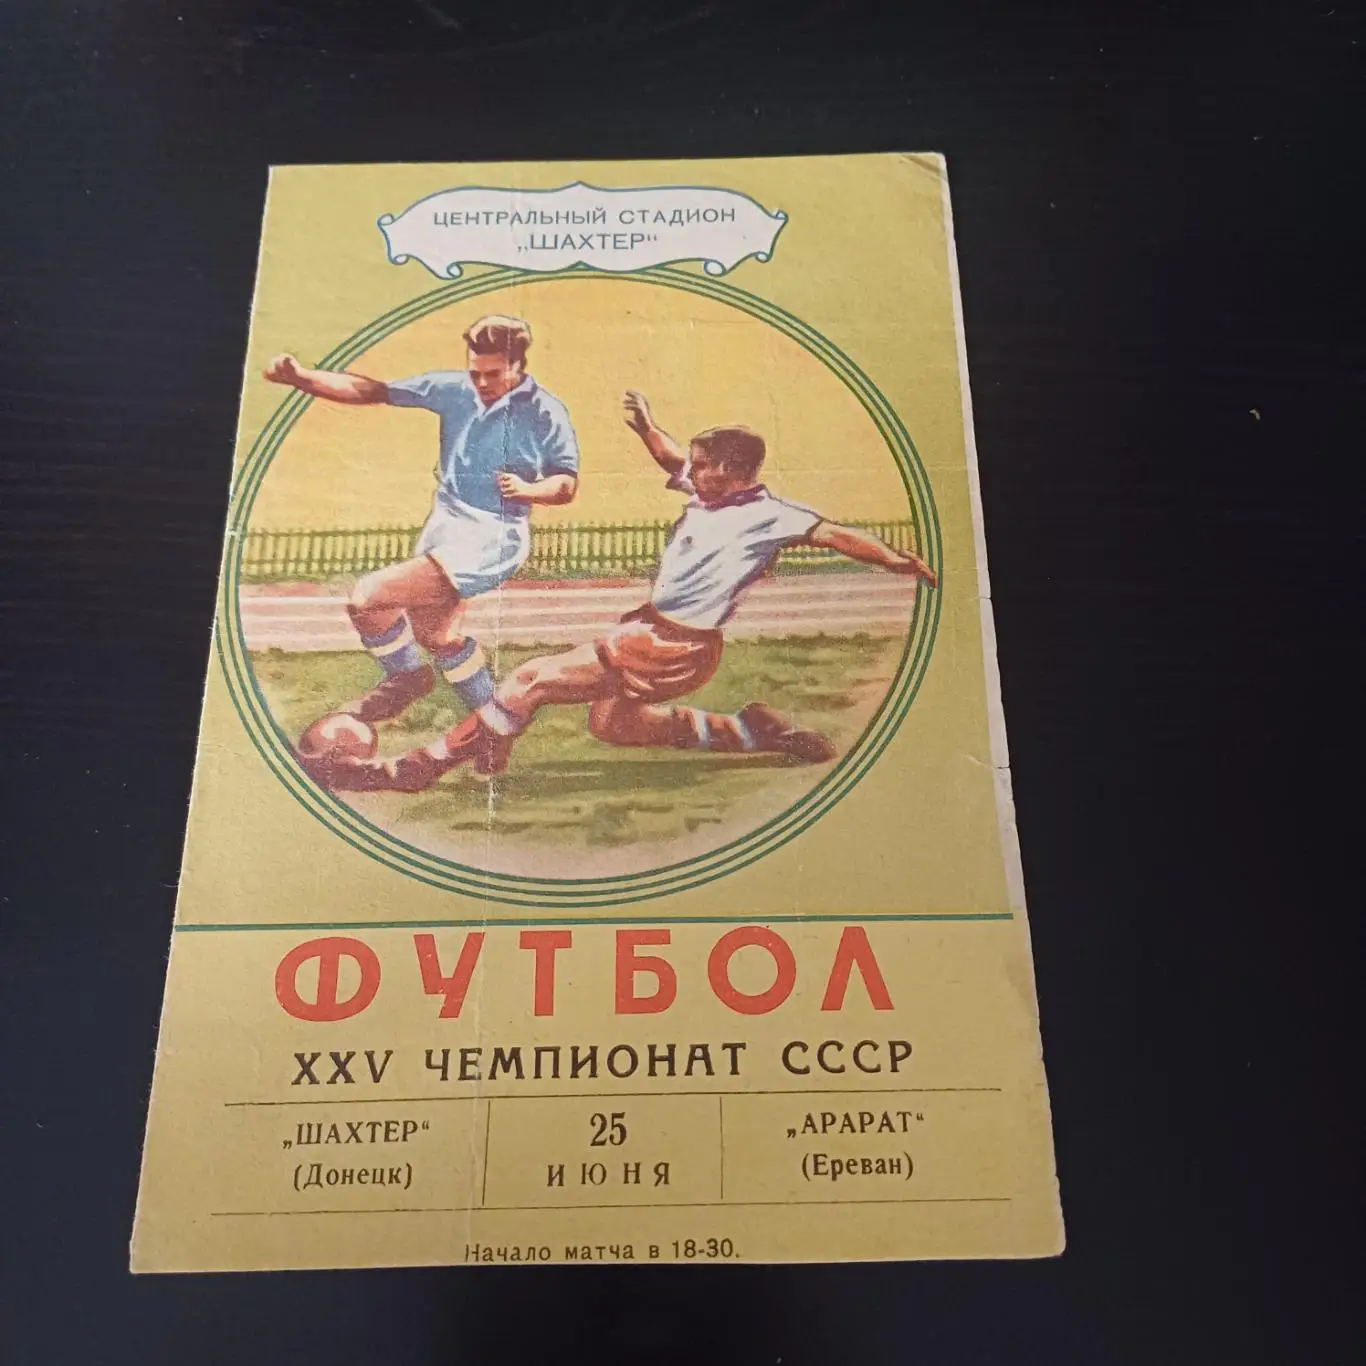 ЦЕНТРАЛЬНЫЙ СТАДИОН
„ШАХТЕР"
ФУТБОЛ
XXV ЧЕМПИОНАТ СССР
„ШАХТЕР"
(Донецк)
25
ИЮНЯ
„АРАРАТ"
(Ереван)
Начало матча в 18-30.